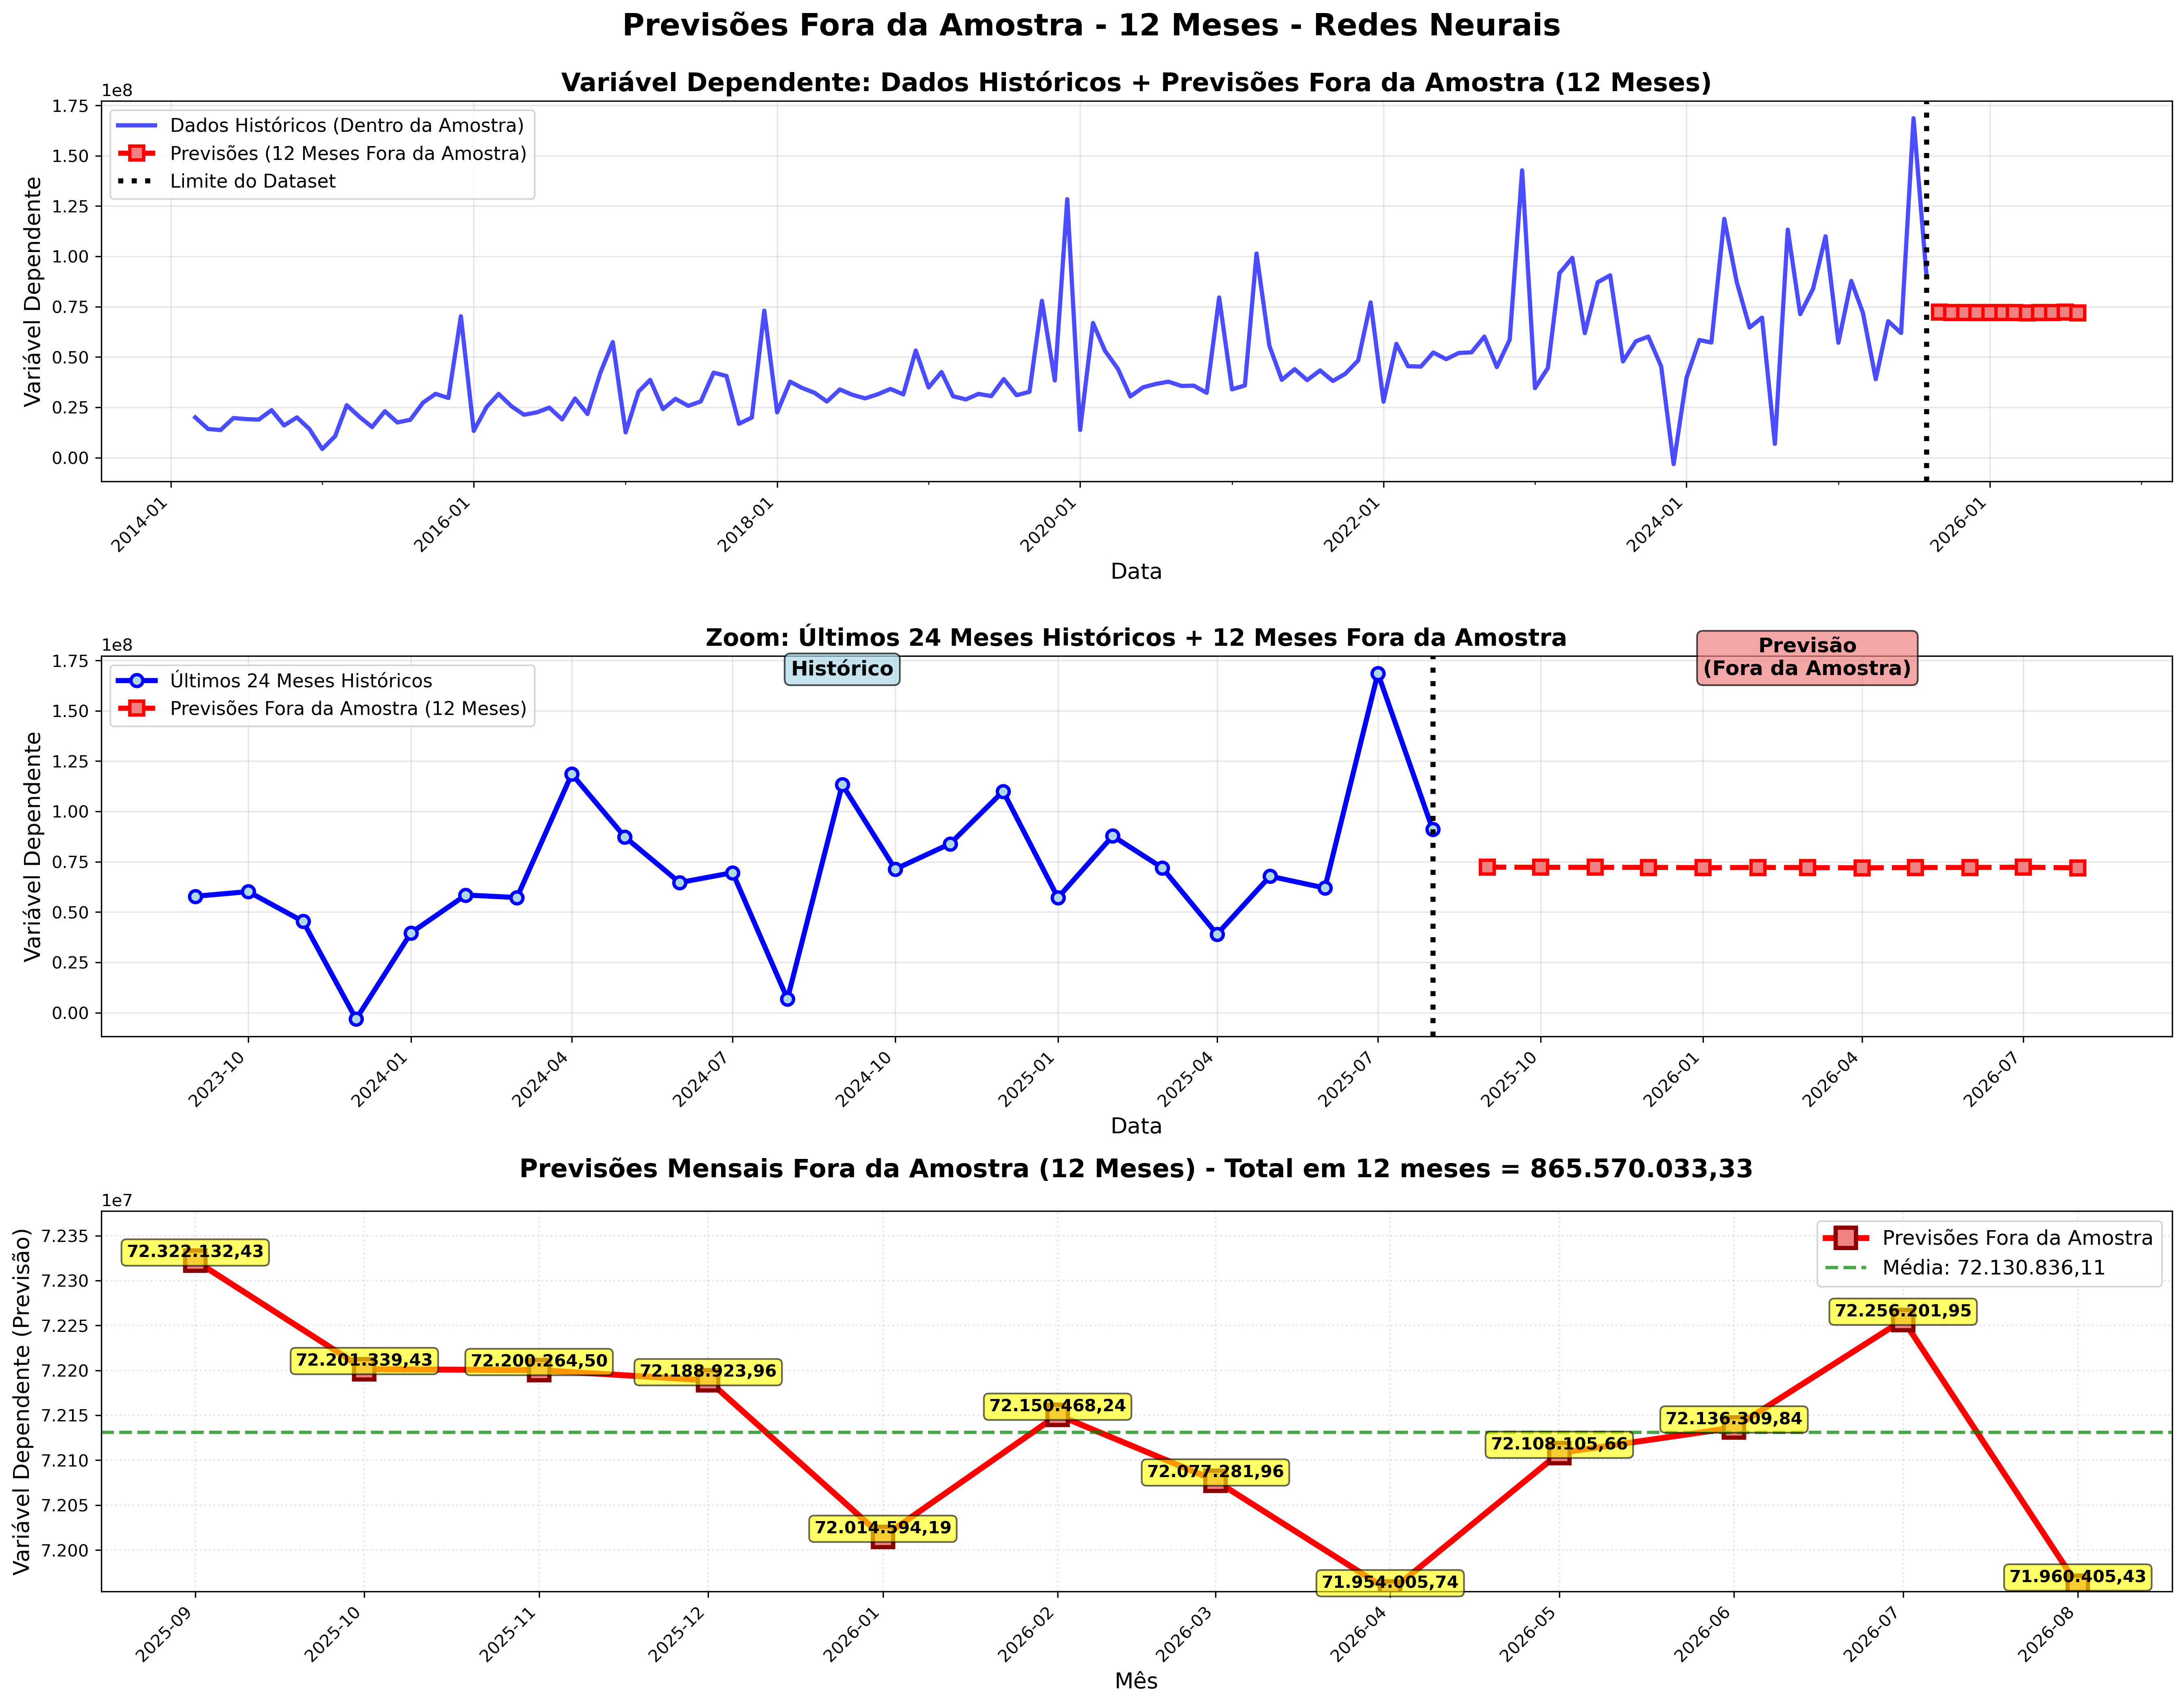 Previsões Fora da Amostra - 12 Meses - Redes Neurais
Variável Dependente: Dados Históricos + Previsões Fora da Amostra (12 Meses)
1e8
Dados Históricos (Dentro da Amostra)
Previsões (12 Meses Fora da Amostra)
Limite do Dataset
Variável Dependente
1.75
1.50
1.25
1.00
0.75
0.50
0.25
0.00
2014-01
2016-01
2018-01
2020-01
2022-01
2024-01
2026-01
Data
Zoom: Últimos 24 Meses Históricos + 12 Meses Fora da Amostra
1e8
Últimos 24 Meses Históricos
Previsões Fora da Amostra (12 Meses)
Histórico
Previsão
(Fora da Amostra)
Variável Dependente
1.75
1.50
1.25
1.00
0.75
0.50
0.25
0.00
2023-10
2024-01
2024-04
2024-07
2024-10
2025-01
2025-04
2025-07
2025-10
2026-01
2026-04
2026-07
Data
Previsões Mensais Fora da Amostra (12 Meses) - Total em 12 meses = 865.570.033,33
1e7
Previsões Fora da Amostra
Média: 72.130.836,11
Variável Dependente (Previsão)
7.235
7.230
7.225
7.220
7.215
7.210
7.205
7.200
72.322.132,43
72.201.339,43
72.200.264,50
72.188.923,96
72.014.594,19
72.150.468,24
72.077.281,96
71.954.005,74
72.108.105,66
72.136.309,84
72.256.201,95
71.960.405,43
2025-09
2025-10
2025-11
2025-12
2026-01
2026-02
2026-03
2026-04
2026-05
2026-06
2026-07
2026-08
Mês